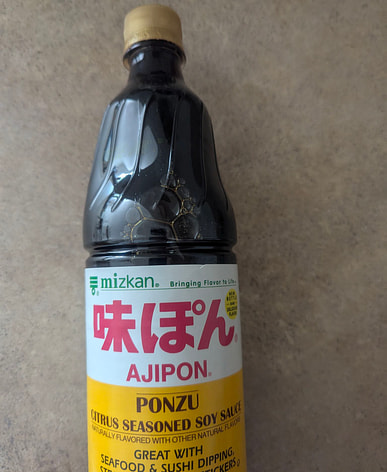 mizkan® Bringing Flavor to Life®
味ぽん®
AJIPON®
PONZU
CITRUS SEASONED SOY SAUCE
NATURALLY FLAVORED WITH OTHER NATURAL FLAVORS
GREAT WITH
SEAFOOD & SUSHI DIPPING,